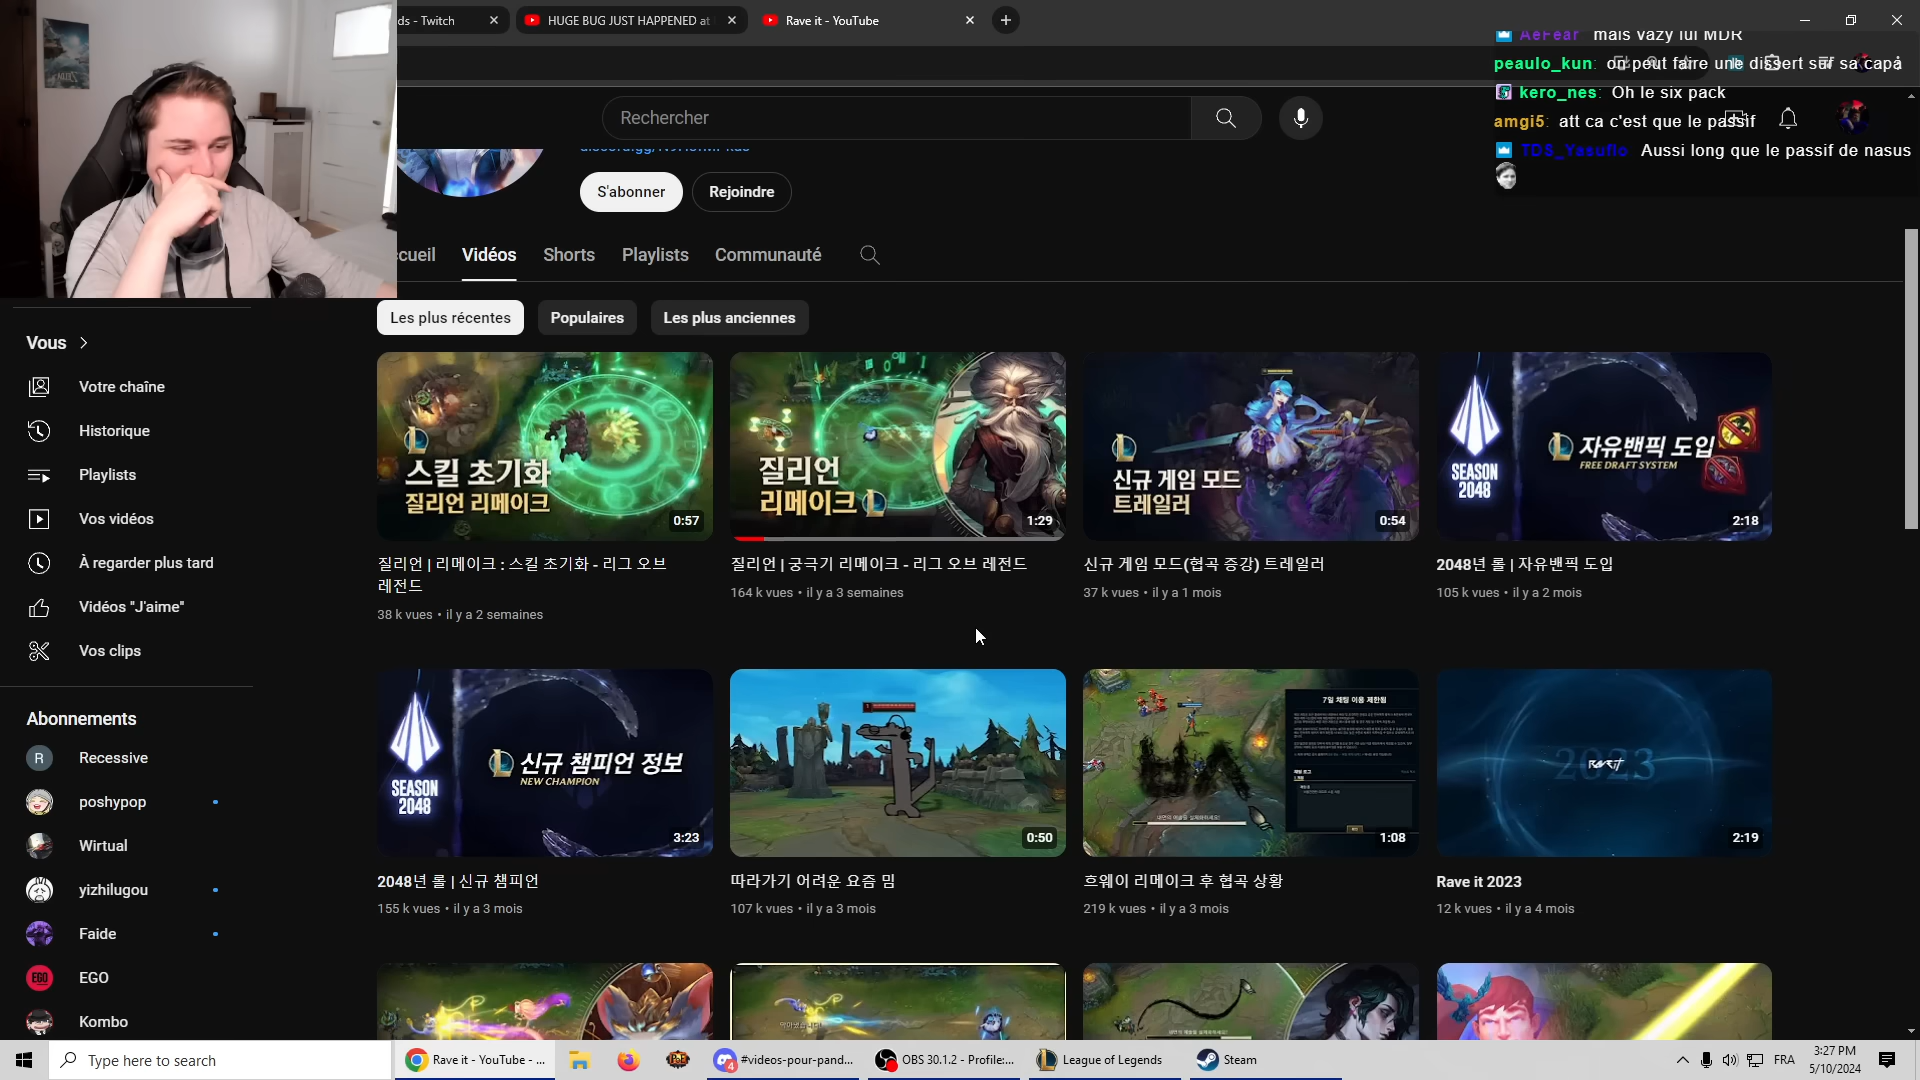 ds - Twitch
HUGE BUG JUST HAPPENED at
Rave it - YouTube
AeFear mais vazy lui MDR
peaulo_kun: on peut faire une dissert sur sa capa
kero_nes: Oh le six pack
amgi5: att ca c'est que le passif
TDS_Yasuflo Aussi long que le passif de nasus
Rechercher
S'abonner
Rejoindre
cueil
Vidéos
Shorts
Playlists
Communauté
Les plus récentes
Populaires
Les plus anciennes
Vous
Votre chaîne
Historique
Playlists
Vos vidéos
À regarder plus tard
Vidéos "J'aime"
Vos clips
Abonnements
R
Recessive
poshypop
Wirtual
yizhilugou
Faide
EGO
EGO
Kombo
스킬 초기화
질리언 리메이크
0:57
질리언 | 리메이크 : 스킬 초기화 - 리그 오브
레전드
38 k vues • il y a 2 semaines
질리언
리메이크
1:29
질리언 | 궁극기 리메이크 - 리그 오브 레전드
164 k vues • il y a 3 semaines
신규 게임 모드
트레일러
0:54
신규 게임 모드(협곡 증강) 트레일러
37 k vues • il y a 1 mois
SEASON
2048
자유밴픽 도입
FREE DRAFT SYSTEM
2:18
2048년 롤 | 자유밴픽 도입
105 k vues • il y a 2 mois
SEASON
2048
신규 챔피언 정보
NEW CHAMPION
3:23
2048년 롤 | 신규 챔피언
155 k vues • il y a 3 mois
0:50
따라가기 어려운 요즘 밈
107 k vues • il y a 3 mois
7일 채팅 이용 제한됨
1:08
흐웨이 리메이크 후 협곡 상황
219 k vues • il y a 3 mois
2023
RAVE IT
2:19
Rave it 2023
12 k vues • il y a 4 mois
Type here to search
Rave it - YouTube - ...
#videos-pour-pand...
4
OBS 30.1.2 - Profile:...
League of Legends
Steam
FRA
3:27 PM
5/10/2024